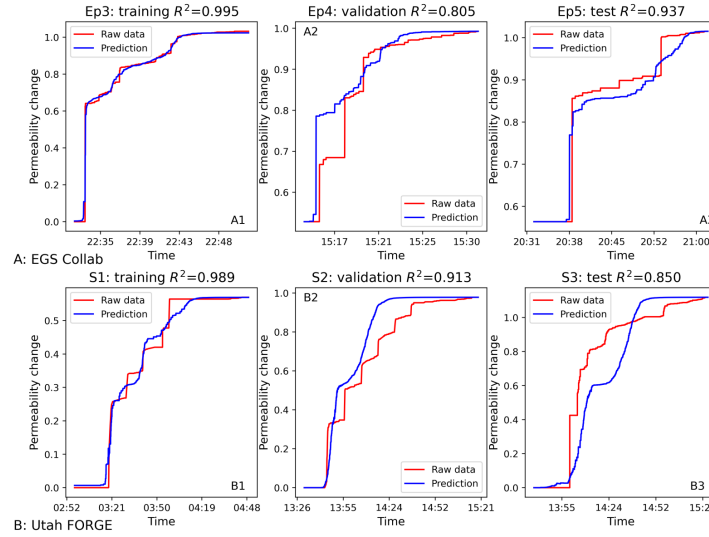 Ep3: training R²=0.995
Ep4: validation R²=0.805
Ep5: test R²=0.937
Permeability change
1.0
0.8
0.6
0.4
0.2
0.0
Raw data
Prediction
A1
22:35 22:39 22:43 22:48
Time
Permeability change
1.0
0.9
0.8
0.7
0.6
A2
Raw data
Prediction
15:17 15:21 15:25 15:30
Time
Permeability change
1.0
0.9
0.8
0.7
0.6
Raw data
Prediction
20:31 20:38 20:45 20:52 21:00
Time
A: EGS Collab
S1: training R²=0.989
S2: validation R²=0.913
S3: test R²=0.850
Permeability change
0.5
0.4
0.3
0.2
0.1
0.0
Raw data
Prediction
B1
02:52 03:21 03:50 04:19 04:48
Time
Permeability change
1.0
0.8
0.6
0.4
0.2
0.0
B2
Raw data
Prediction
13:26 13:55 14:24 14:52 15:21
Time
Permeability change
1.0
0.8
0.6
0.4
0.2
0.0
Raw data
Prediction
B3
13:55 14:24 14:52
Time
B: Utah FORGE